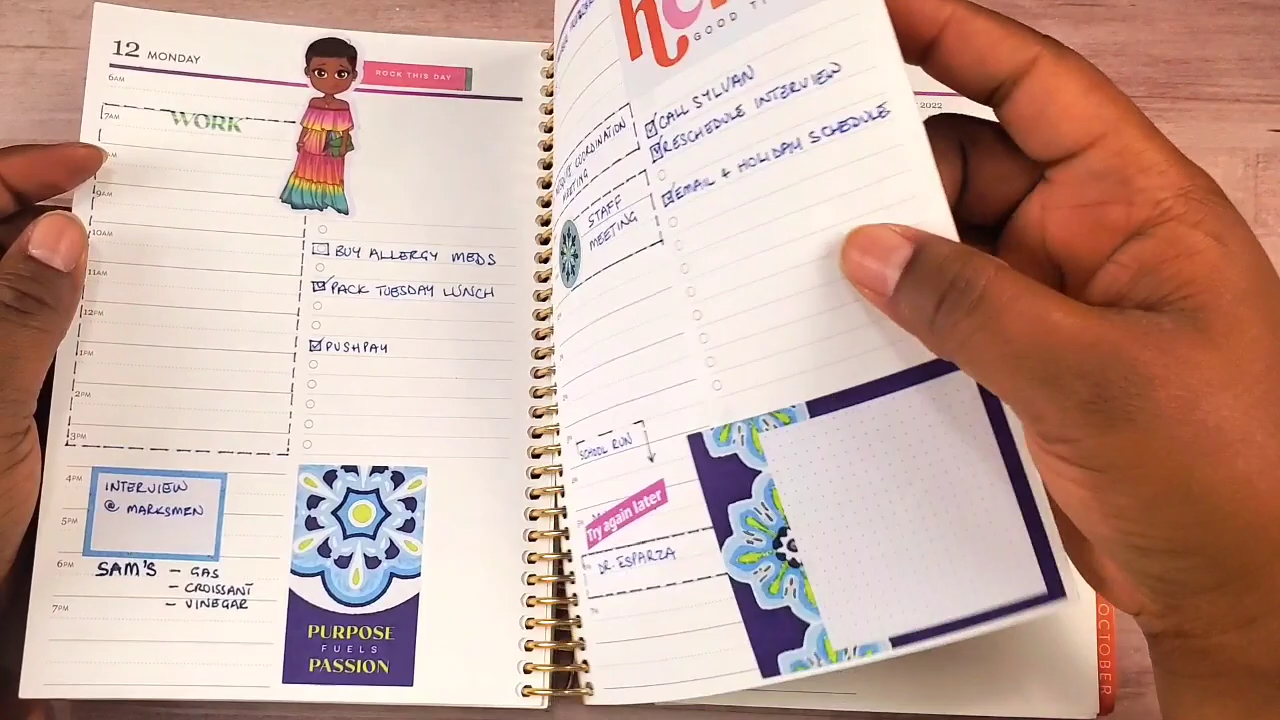 12 MONDAY
ROCK THIS DAY
6AM
7AM
WORK
9AM
10AM
11AM
12PM
1PM
2PM
3PM
4PM
5PM
6PM
7PM
INTERVIEW
@ MARKSMEN
SAM'S - GAS
- CROISSANT
- VINEGAR
BUY ALLERGY MEDS
PACK TUESDAY LUNCH
PUSHPAY
PURPOSE
FUELS
PASSION
GOOD
CALL SYLVAN
RESCHEDULE INTERVIEW
EMAIL 4 HOLIDAY SCHEDULE
COORDINATION
MEETING
STAFF
MEETING
SCHOOL RUN
Try again later
DR. ESPARZA
2022
OCTOBER